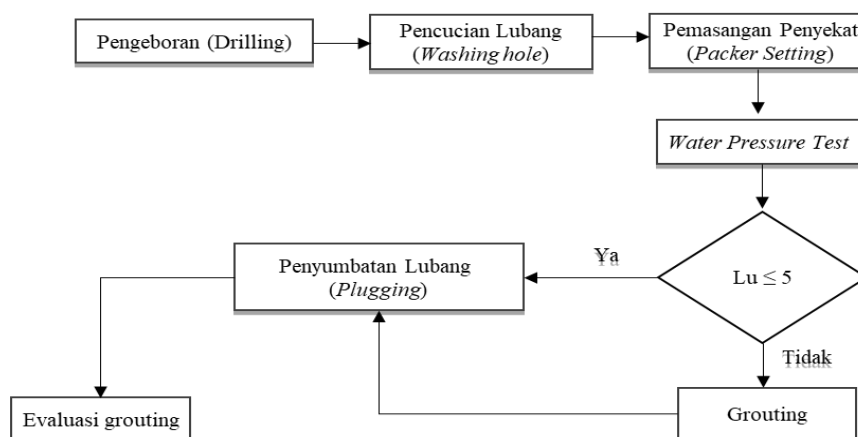 Pengeboran (Drilling)
Pencucian Lubang
(Washing hole)
Pemasangan Penyekat
(Packer Setting)
Water Pressure Test
Lu ≤ 5
Ya
Tidak
Penyumbatan Lubang
(Plugging)
Grouting
Evaluasi grouting